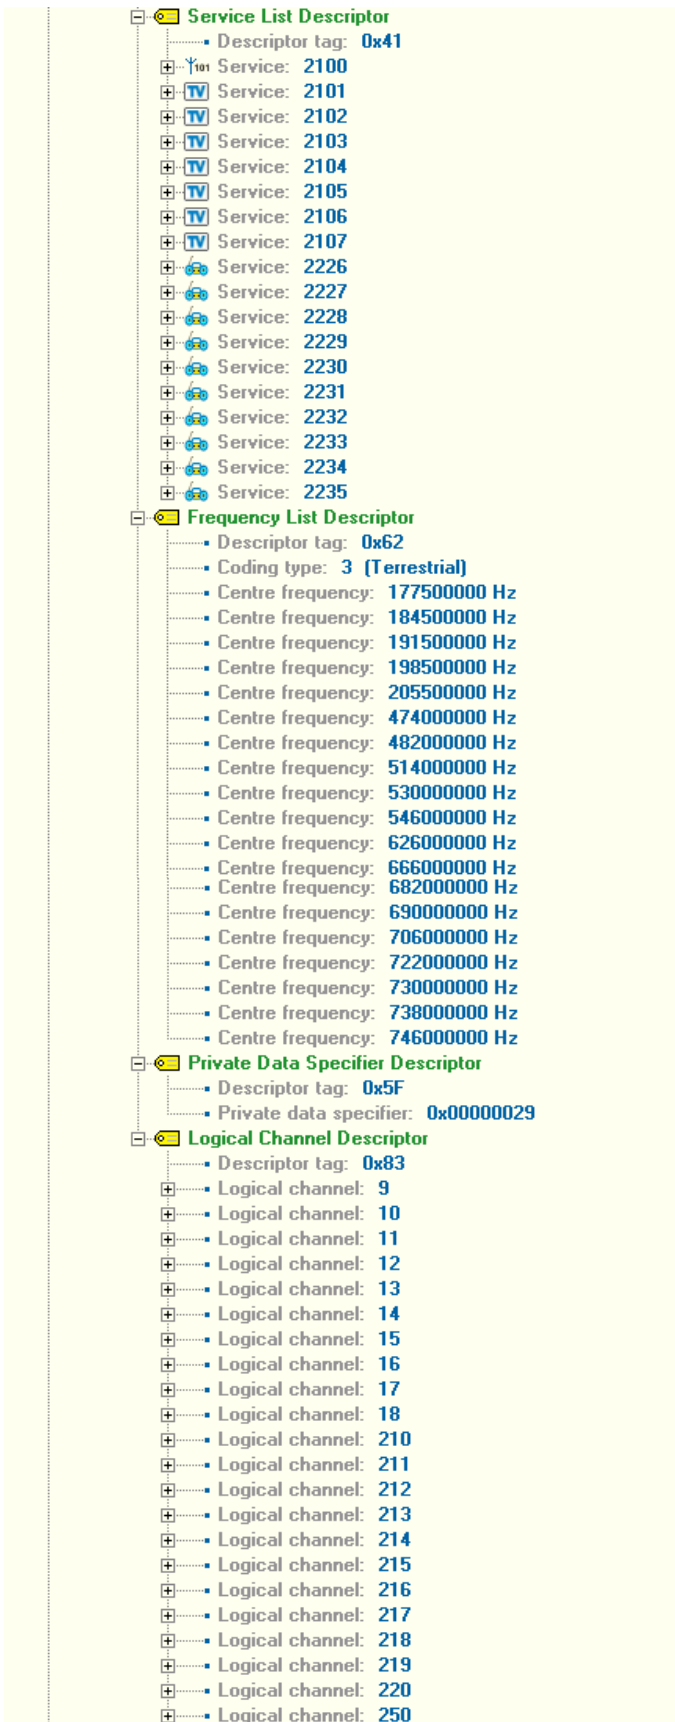 Service List Descriptor
Descriptor tag: 0x41
101 Service: 2100
TV Service: 2101
TV Service: 2102
TV Service: 2103
TV Service: 2104
TV Service: 2105
TV Service: 2106
TV Service: 2107
Service: 2226
Service: 2227
Service: 2228
Service: 2229
Service: 2230
Service: 2231
Service: 2232
Service: 2233
Service: 2234
Service: 2235
Frequency List Descriptor
Descriptor tag: 0x62
Coding type: 3 (Terrestrial)
Centre frequency: 177500000 Hz
Centre frequency: 184500000 Hz
Centre frequency: 191500000 Hz
Centre frequency: 198500000 Hz
Centre frequency: 205500000 Hz
Centre frequency: 474000000 Hz
Centre frequency: 482000000 Hz
Centre frequency: 514000000 Hz
Centre frequency: 530000000 Hz
Centre frequency: 546000000 Hz
Centre frequency: 626000000 Hz
Centre frequency: 666000000 Hz
Centre frequency: 682000000 Hz
Centre frequency: 690000000 Hz
Centre frequency: 706000000 Hz
Centre frequency: 722000000 Hz
Centre frequency: 730000000 Hz
Centre frequency: 738000000 Hz
Centre frequency: 746000000 Hz
Private Data Specifier Descriptor
Descriptor tag: 0x5F
Private data specifier: 0x00000029
Logical Channel Descriptor
Descriptor tag: 0x83
Logical channel: 9
Logical channel: 10
Logical channel: 11
Logical channel: 12
Logical channel: 13
Logical channel: 14
Logical channel: 15
Logical channel: 16
Logical channel: 17
Logical channel: 18
Logical channel: 210
Logical channel: 211
Logical channel: 212
Logical channel: 213
Logical channel: 214
Logical channel: 215
Logical channel: 216
Logical channel: 217
Logical channel: 218
Logical channel: 219
Logical channel: 220
Logical channel: 250